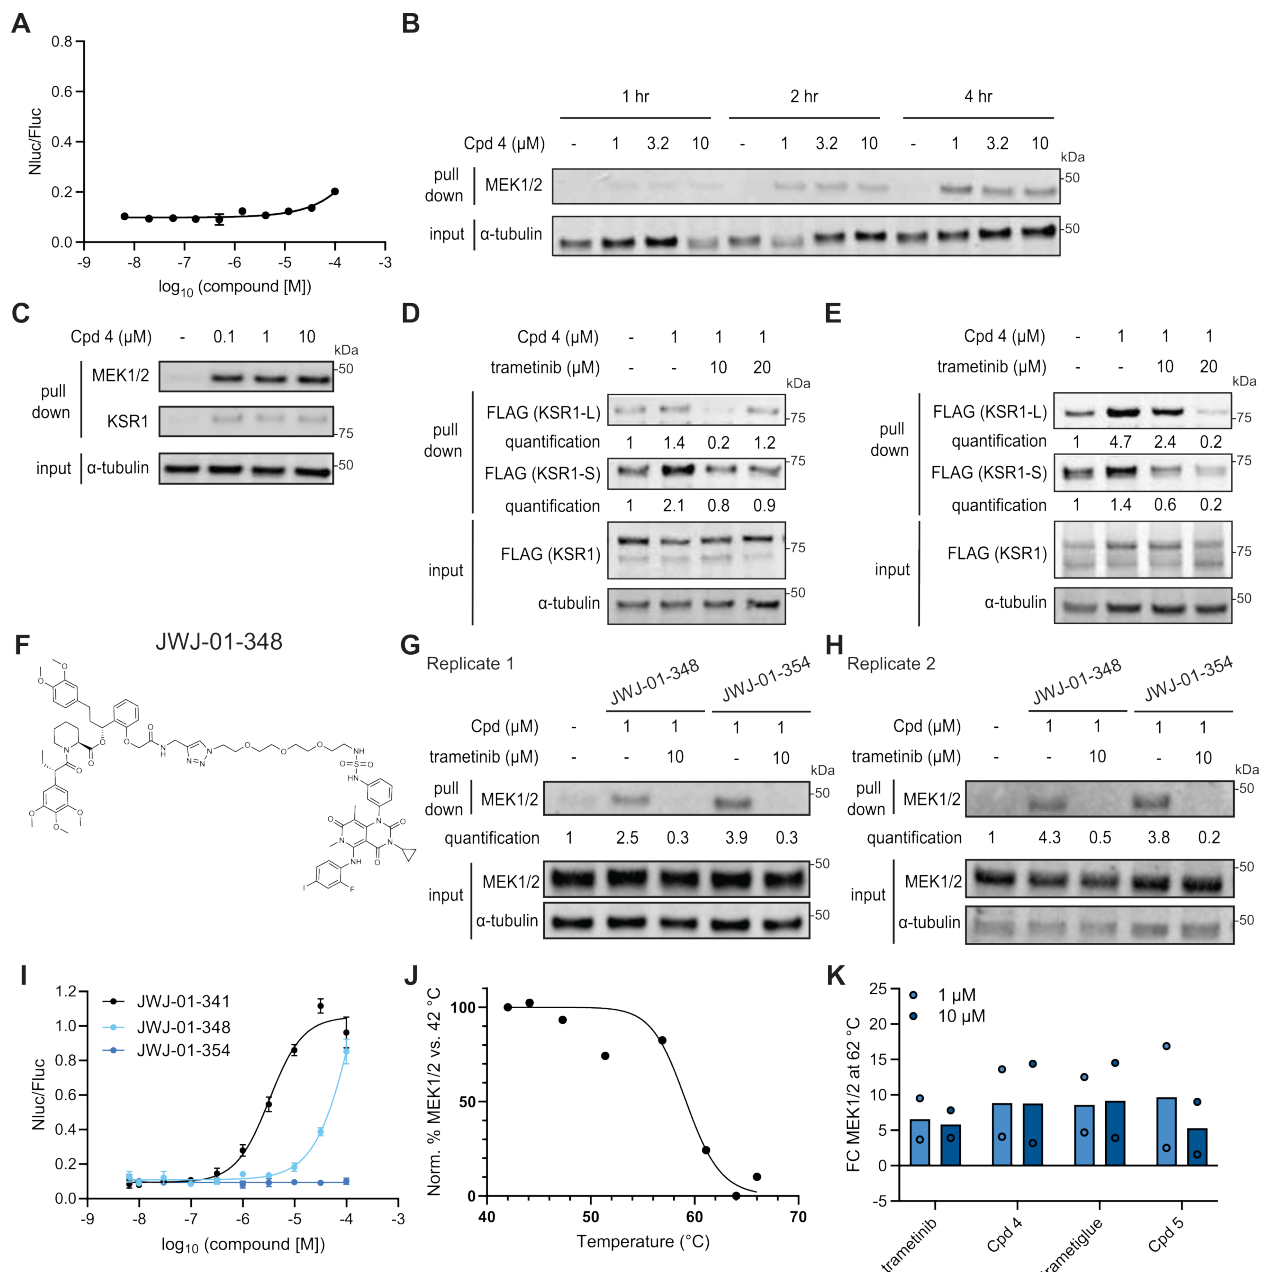 A
0.8
0.6
0.4
0.2
0.0
Nluc/Fluc
-9 -8 -7 -6 -5 -4 -3
log10 (compound [M])
B
1 hr 2 hr 4 hr
Cpd 4 (µM) - 1 3.2 10 - 1 3.2 10 - 1 3.2 10
kDa
pull down MEK1/2 -50
input α-tubulin -50
C
Cpd 4 (µM) - 0.1 1 10
kDa
pull down
MEK1/2 -50
KSR1 -75
input α-tubulin -50
D
Cpd 4 (µM) - 1 1 1
trametinib (µM) - - 10 20
kDa
pull down
FLAG (KSR1-L) -75
quantification 1 1.4 0.2 1.2
FLAG (KSR1-S) -75
quantification 1 2.1 0.8 0.9
input
FLAG (KSR1) -75
α-tubulin -50
E
Cpd 4 (µM) - 1 1 1
trametinib (µM) - - 10 20
kDa
pull down
FLAG (KSR1-L) -75
quantification 1 4.7 2.4 0.2
FLAG (KSR1-S) -75
quantification 1 1.4 0.6 0.2
input
FLAG (KSR1) -75
α-tubulin -50
F
JWJ-01-348
G
Replicate 1
JWJ-01-348 JWJ-01-354
Cpd (µM) - 1 1 1 1
trametinib (µM) - - 10 - 10
kDa
pull down MEK1/2 -50
quantification 1 2.5 0.3 3.9 0.3
input
MEK1/2 -50
α-tubulin -50
H
Replicate 2
JWJ-01-348 JWJ-01-354
Cpd (µM) - 1 1 1 1
trametinib (µM) - - 10 - 10
kDa
pull down MEK1/2 -50
quantification 1 4.3 0.5 3.8 0.2
input
MEK1/2 -50
α-tubulin -50
I
1.2
1.0
0.8
0.6
0.4
0.2
0.0
Nluc/Fluc
JWJ-01-341
JWJ-01-348
JWJ-01-354
-9 -8 -7 -6 -5 -4 -3
log10 (compound [M])
J
Norm. % MEK1/2 vs. 42 °C
100
50
0
40 50 60 70
Temperature (°C)
K
FC MEK1/2 at 62 °C
25
20
15
10
5
0
-5
1 µM
10 µM
trametinib Cpd 4 trametiglue Cpd 5